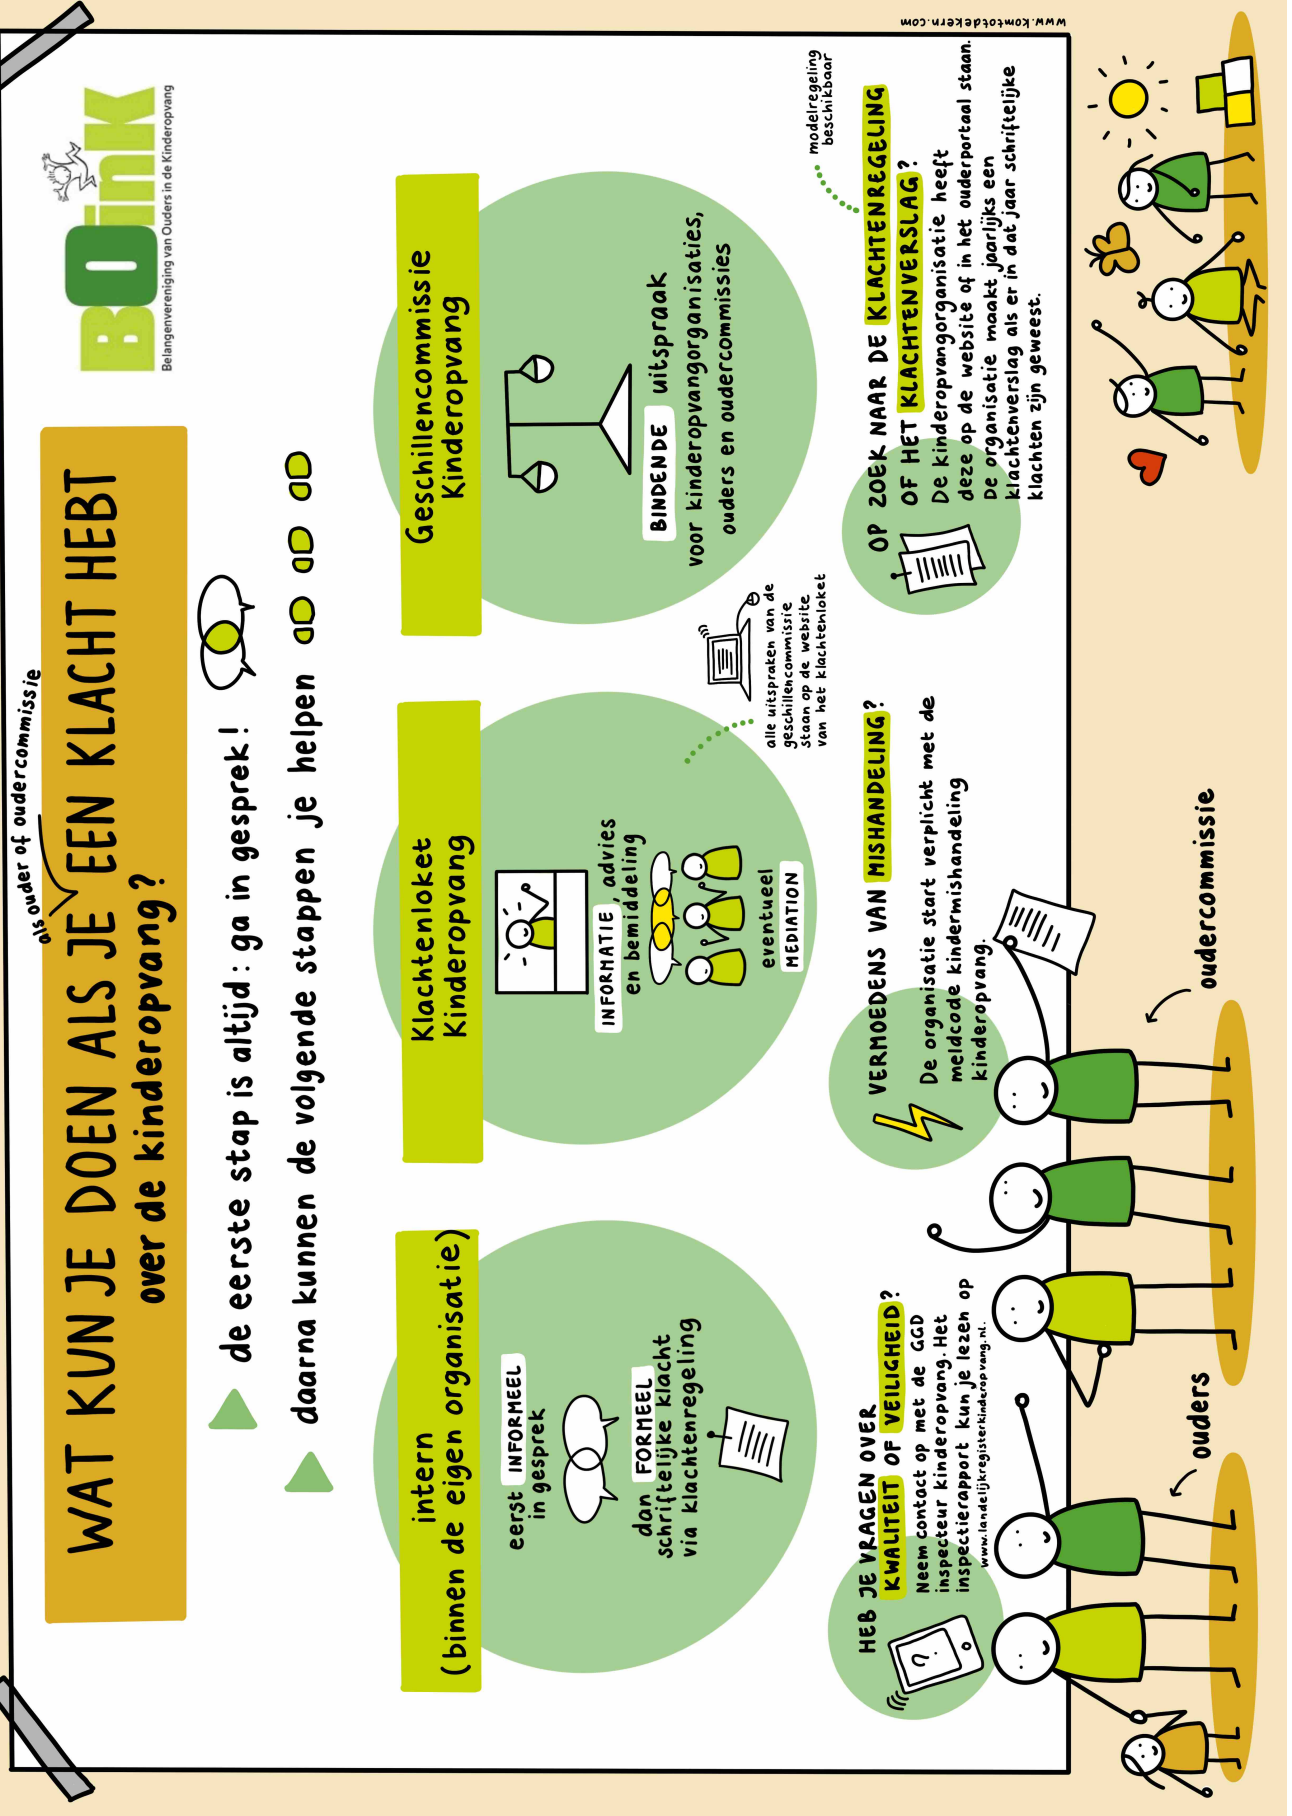 als ouder of oudercommissie
WAT KUN JE DOEN ALS JE EEN KLACHT HEBT
over de kinderopvang?
BOinK
Belangenvereniging van Ouders in de Kinderopvang
de eerste stap is altijd: ga in gesprek!
daarna kunnen de volgende stappen je helpen
intern
(binnen de eigen organisatie)
eerst INFORMEEL
in gesprek
dan FORMEEL
schriftelijke klacht
via klachtenregeling
Klachtenloket
Kinderopvang
INFORMATIE, advies
en bemiddeling
eventueel
MEDIATION
alle uitspraken van de
geschillencommissie
staan op de website
van het klachtenloket
Geschillencommissie
Kinderopvang
BINDENDE uitspraak
voor kinderopvangorganisaties,
ouders en oudercommissies
HEB JE VRAGEN OVER
KWALITEIT OF VEILIGHEID?
Neem contact op met de GGD
inspecteur kinderopvang. Het
inspectierapport kun je lezen op
www.landelijkregisterkinderopvang.nl.
?
VERMOEDENS VAN MISHANDELING?
De organisatie start verplicht met de
meldcode kindermishandeling
kinderopvang.
modelregeling
beschikbaar
OP ZOEK NAAR DE KLACHTENREGELING
OF HET KLACHTENVERSLAG?
De kinderopvangorganisatie heeft
deze op de website of in het ouderportaal staan.
De organisatie maakt jaarlijks een
klachtenverslag als er in dat jaar schriftelijke
klachten zijn geweest.
ouders
oudercommissie
www.komtotdekern.com